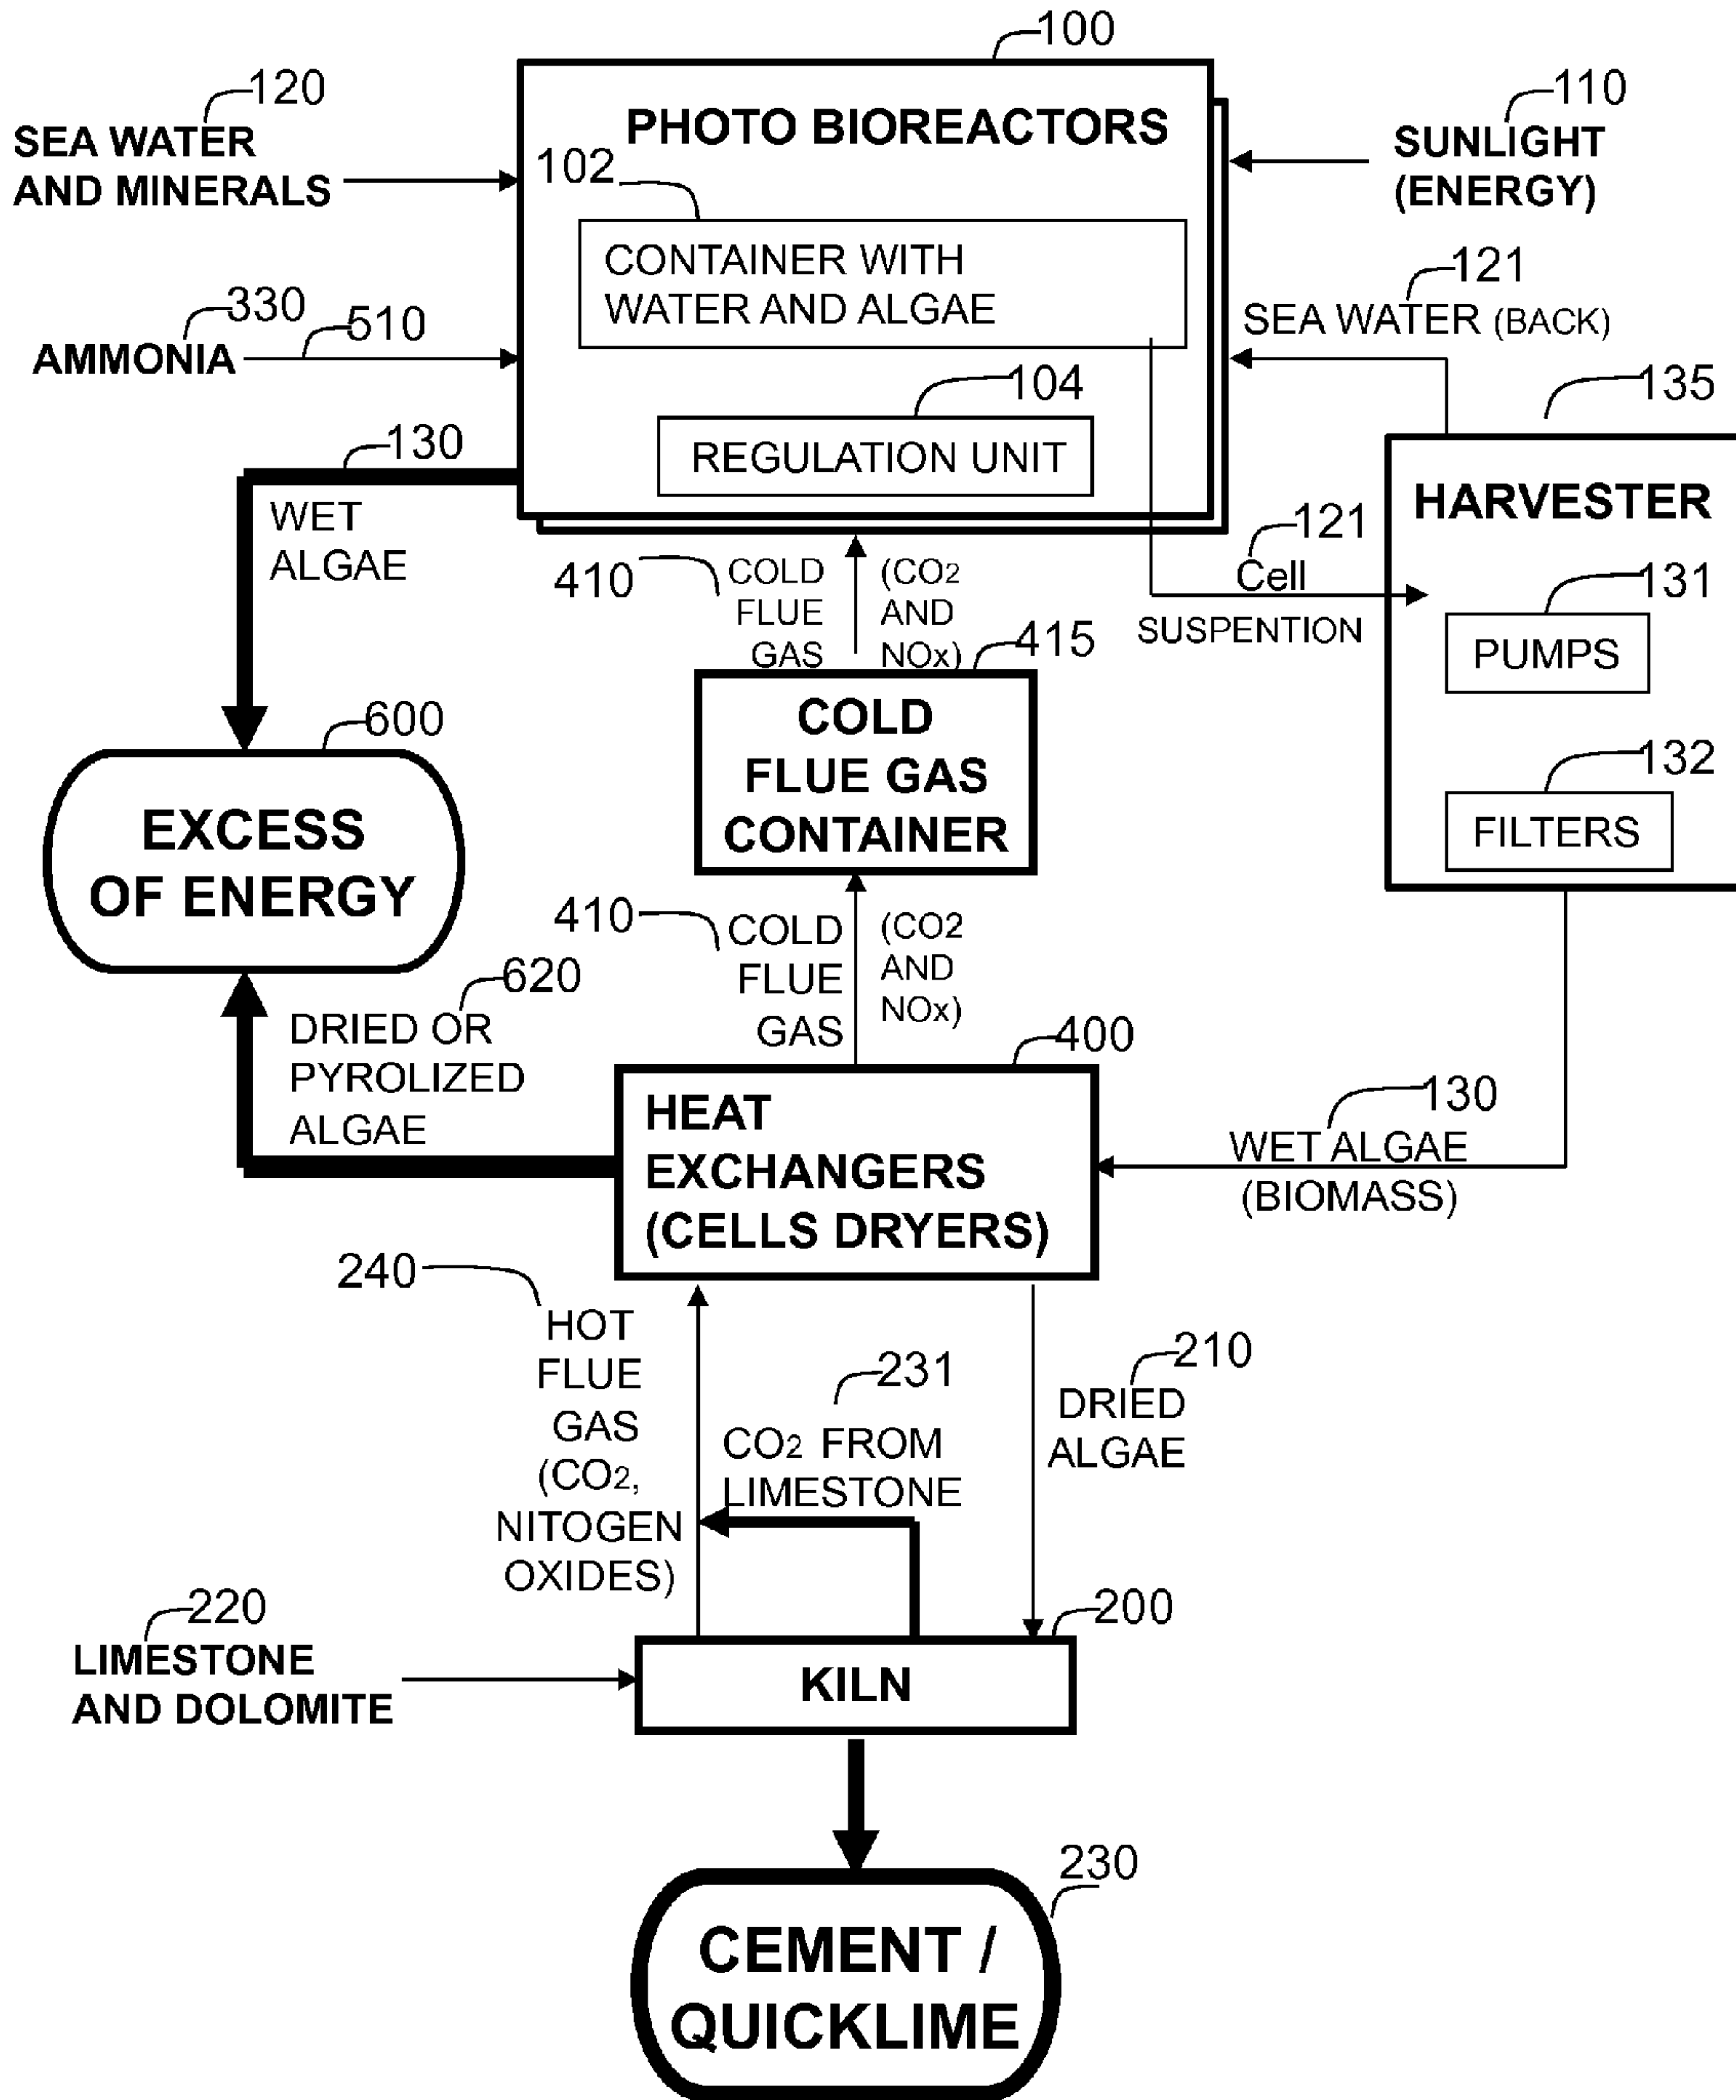 100
120
SEA WATER
AND MINERALS
110
SUNLIGHT
(ENERGY)
PHOTO BIOREACTORS
102
CONTAINER WITH
WATER AND ALGAE
330
510
AMMONIA
121
SEA WATER (BACK)
104
REGULATION UNIT
130
WET
ALGAE
135
HARVESTER
131
PUMPS
132
FILTERS
121
Cell
SUSPENTION
410
COLD
FLUE
GAS
(CO2
AND
NOx)
415
COLD
FLUE GAS
CONTAINER
600
EXCESS
OF ENERGY
410
COLD
FLUE
GAS
(CO2
AND
NOx)
620
DRIED OR
PYROLIZED
ALGAE
400
HEAT
EXCHANGERS
(CELLS DRYERS)
130
WET ALGAE
(BIOMASS)
240
HOT
FLUE
GAS
(CO2,
NITOGEN
OXIDES)
231
CO2 FROM
LIMESTONE
210
DRIED
ALGAE
220
LIMESTONE
AND DOLOMITE
200
KILN
230
CEMENT /
QUICKLIME